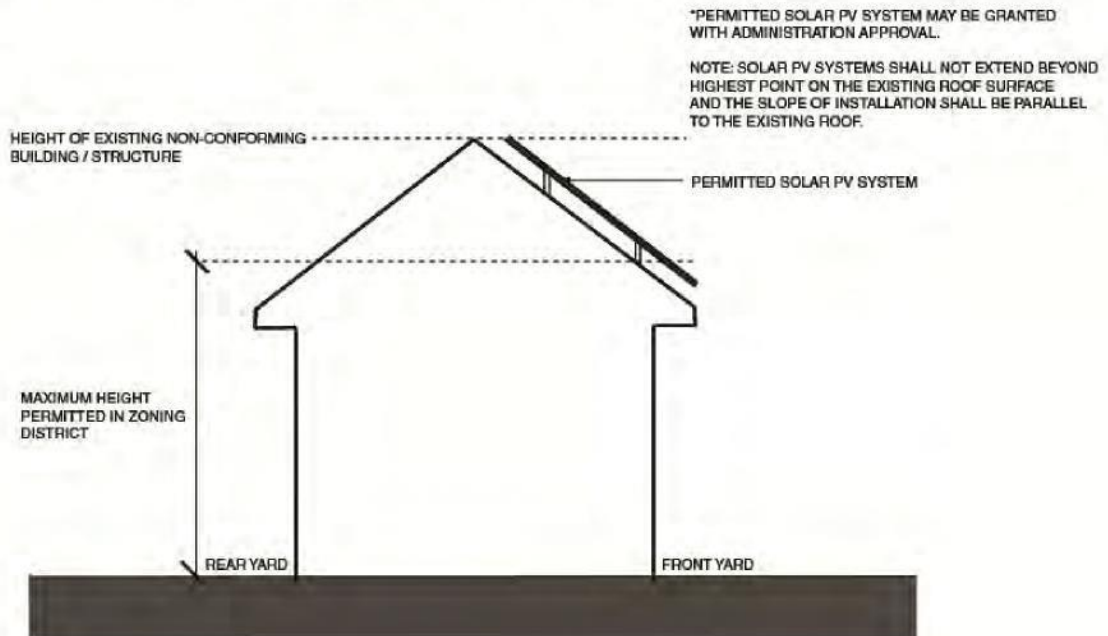 *PERMITTED SOLAR PV SYSTEM MAY BE GRANTED
WITH ADMINISTRATION APPROVAL.
NOTE: SOLAR PV SYSTEMS SHALL NOT EXTEND BEYOND
HIGHEST POINT ON THE EXISTING ROOF SURFACE
AND THE SLOPE OF INSTALLATION SHALL BE PARALLEL
TO THE EXISTING ROOF.
HEIGHT OF EXISTING NON-CONFORMING
BUILDING / STRUCTURE
PERMITTED SOLAR PV SYSTEM
MAXIMUM HEIGHT
PERMITTED IN ZONING
DISTRICT
REAR YARD
FRONT YARD